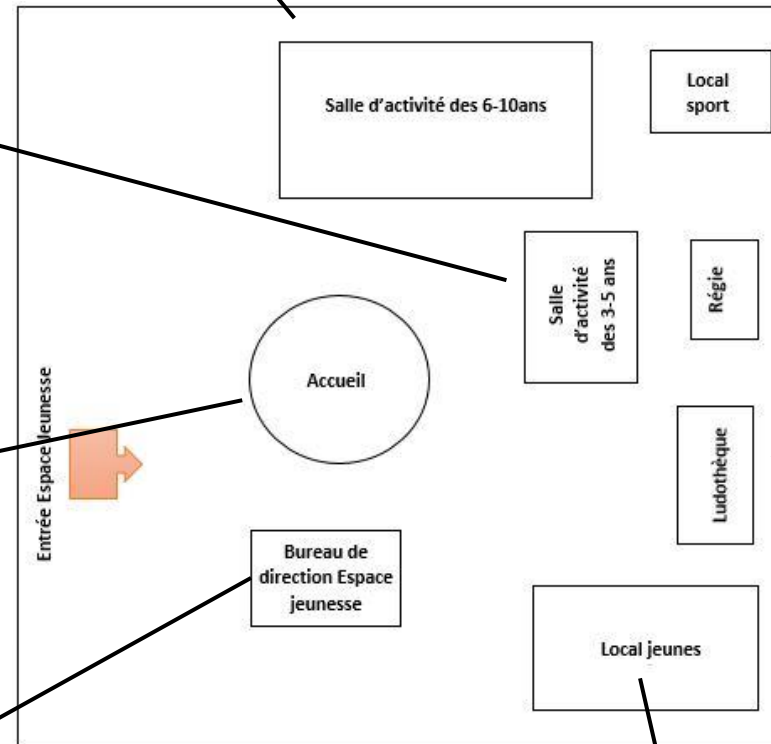 Salle d'activité des 6-10ans
Local
sport
Salle
d'activité
des 3-5 ans
Régie
Accueil
Entrée Espace Jeunesse
Ludothèque
Bureau de
direction Espace
jeunesse
Local jeunes